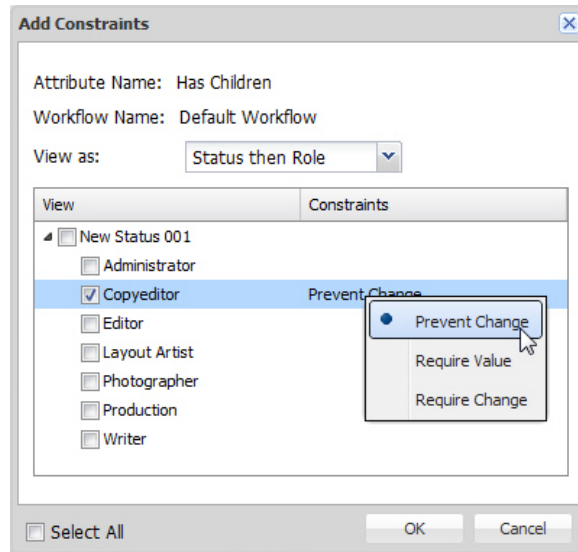 Add Constraints
Attribute Name: Has Children
Workflow Name: Default Workflow
View as: Status then Role
View Constraints
New Status 001
Administrator
Copyeditor Prevent Change
Editor
Prevent Change
Layout Artist
Require Value
Photographer
Require Change
Production
Writer
Select All OK Cancel